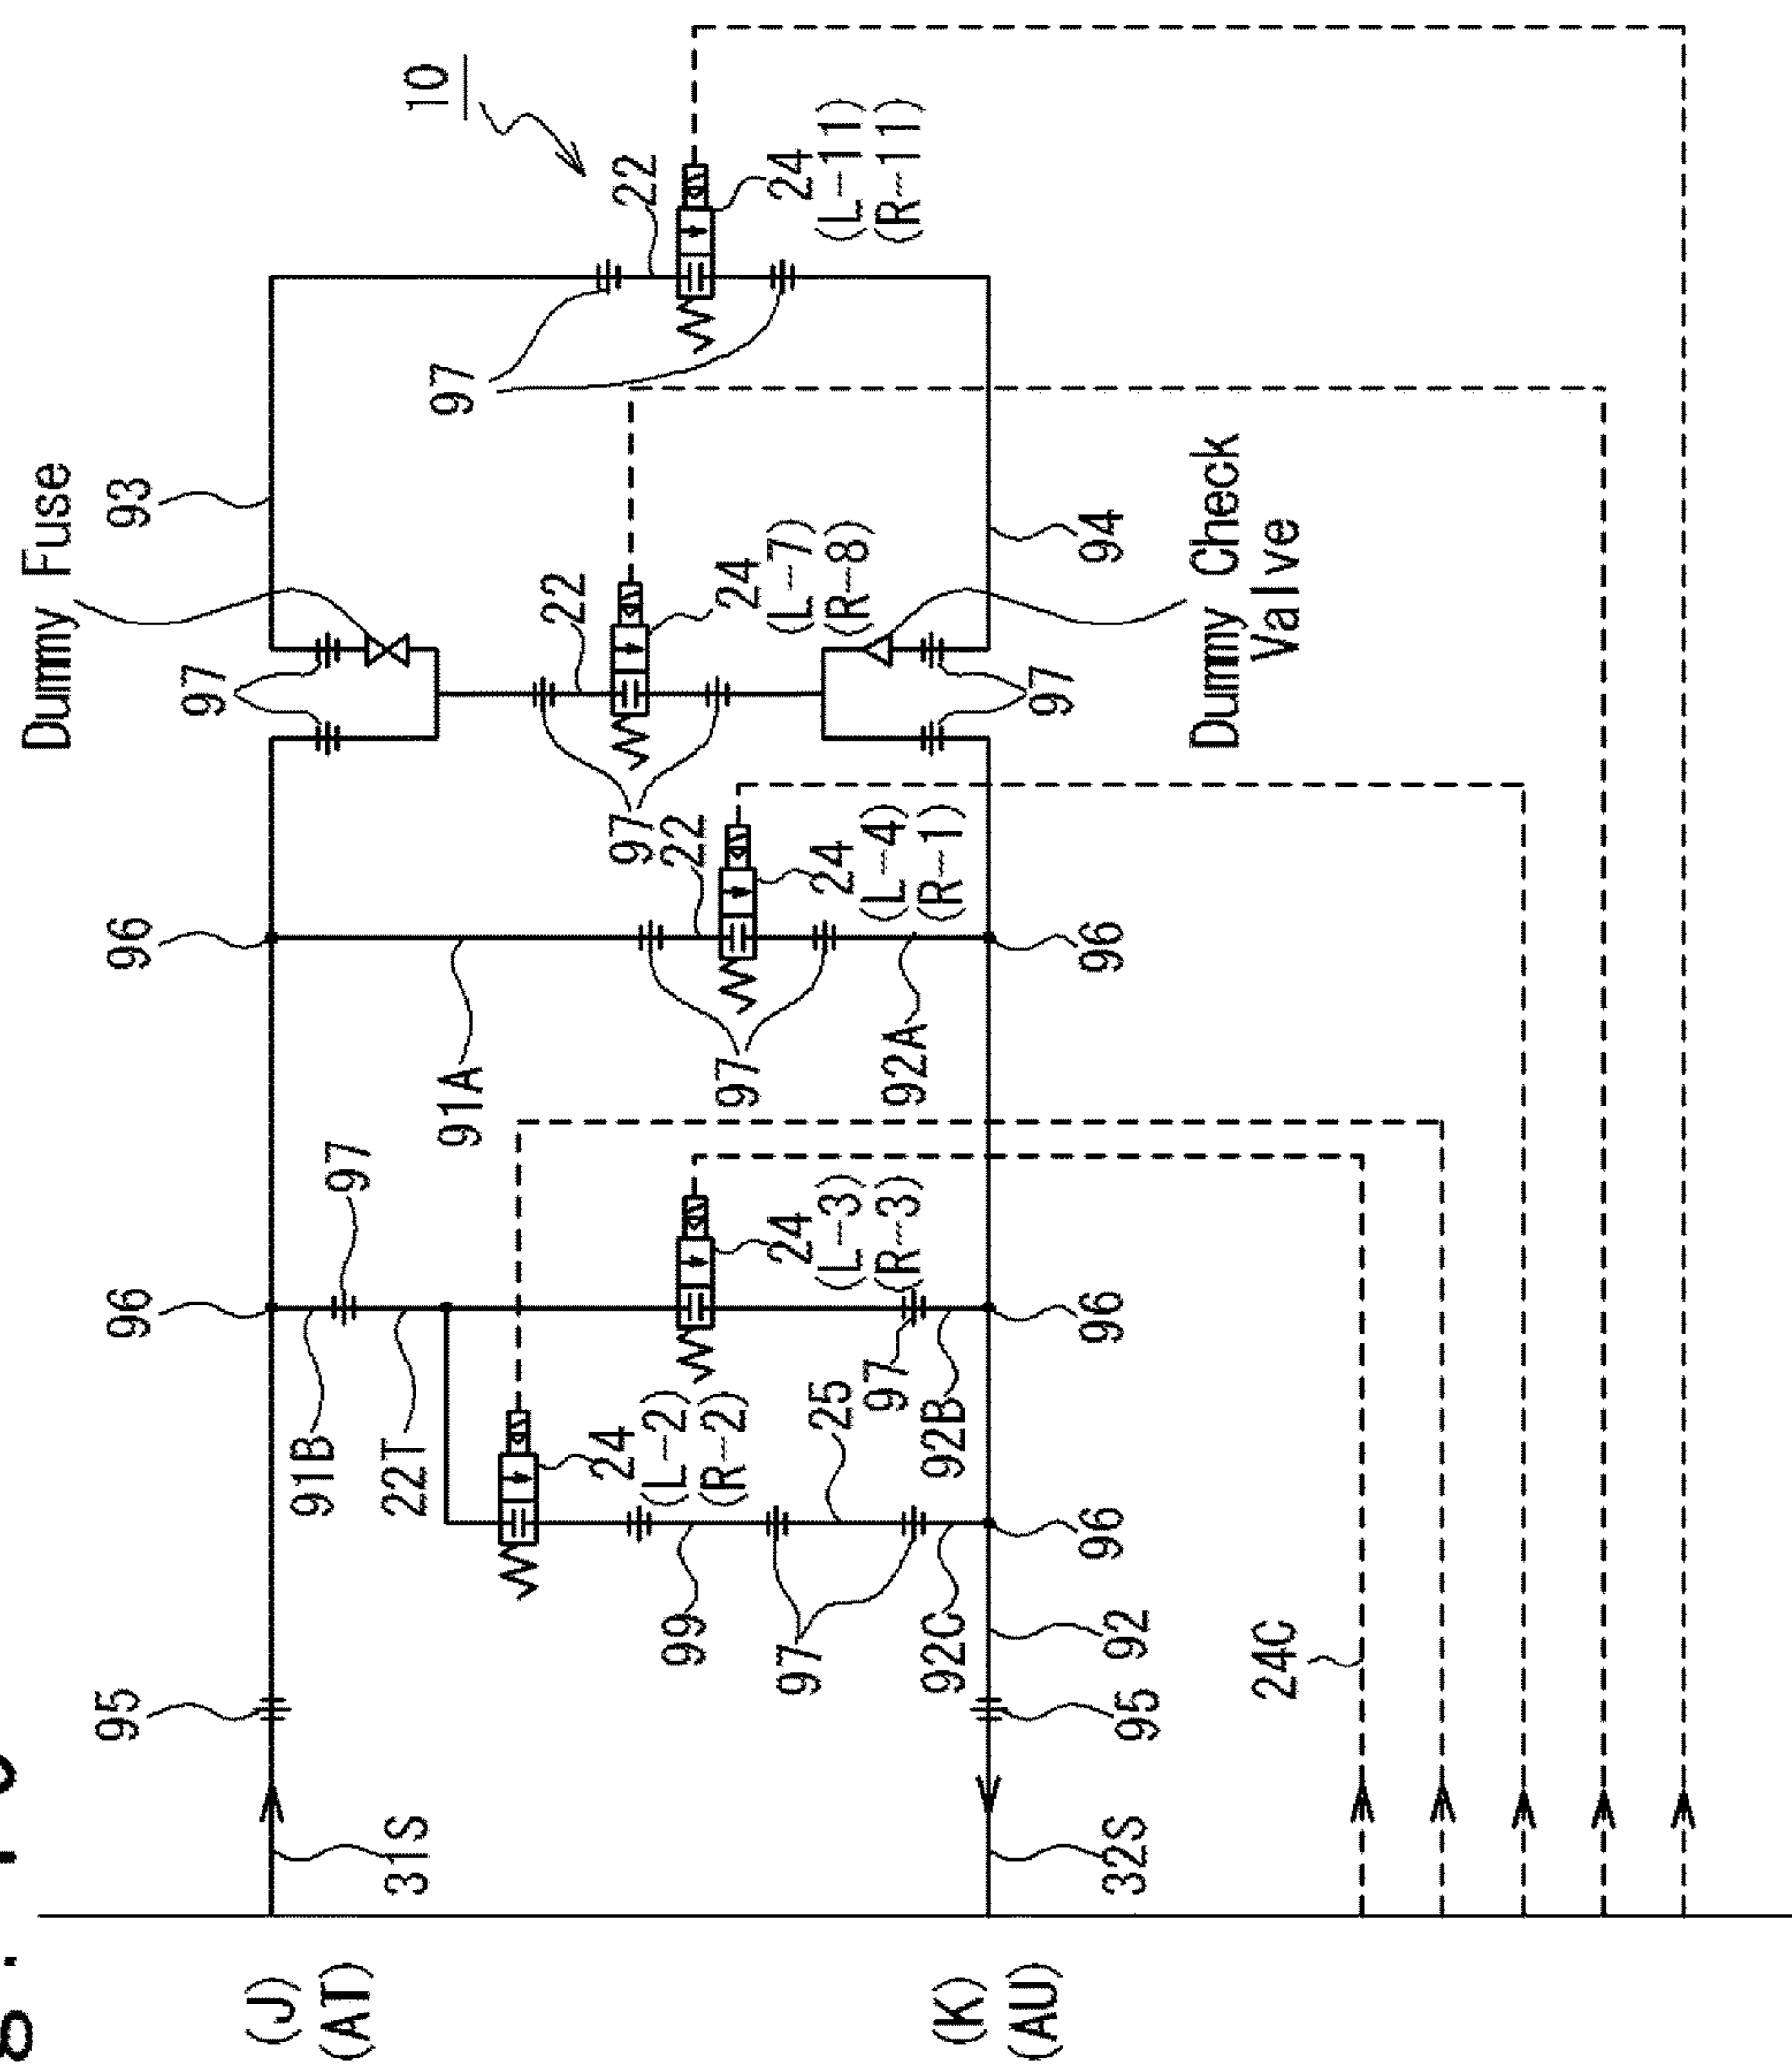 10
22
24
(L-11)
(R-11)
97
93
Dummy Fuse
97
22
24
(L-7)
(R-8)
94
Dummy Check
Valve
97
97
22
24
(L-4)
(R-1)
96
96
91A
97
92A
97
96
24
(L-3)
(R-3)
96
91B
22T
97
92B
24
(L-2)
(R-2)
25
96
99
97
92C
92
95
95
24C
31S
32S
(J)
(AT)
(K)
(AU)